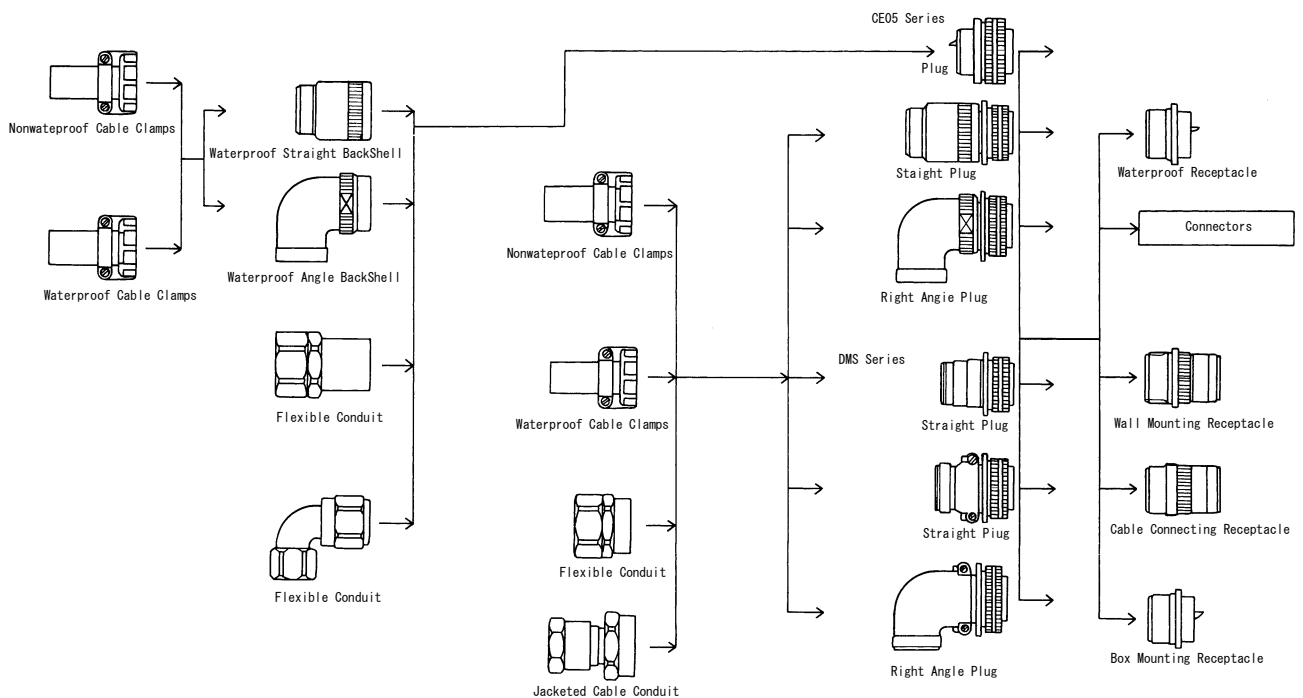 CE05 Series
Plug
Nonwateproof Cable Clamps
Waterproof Straight BackShell
Staight Plug
Waterproof Receptacle
Connectors
Nonwateproof Cable Clamps
Waterproof Angle BackShell
Waterproof Cable Clamps
Right Angie Plug
DMS Series
Flexible Conduit
Waterproof Cable Clamps
Straight Plug
Wall Mounting Receptacle
Straight Piug
Cable Connecting Receptacle
Flexible Conduit
Flexible Conduit
Right Angle Plug
Box Mounting Receptacle
Jacketed Cable Conduit